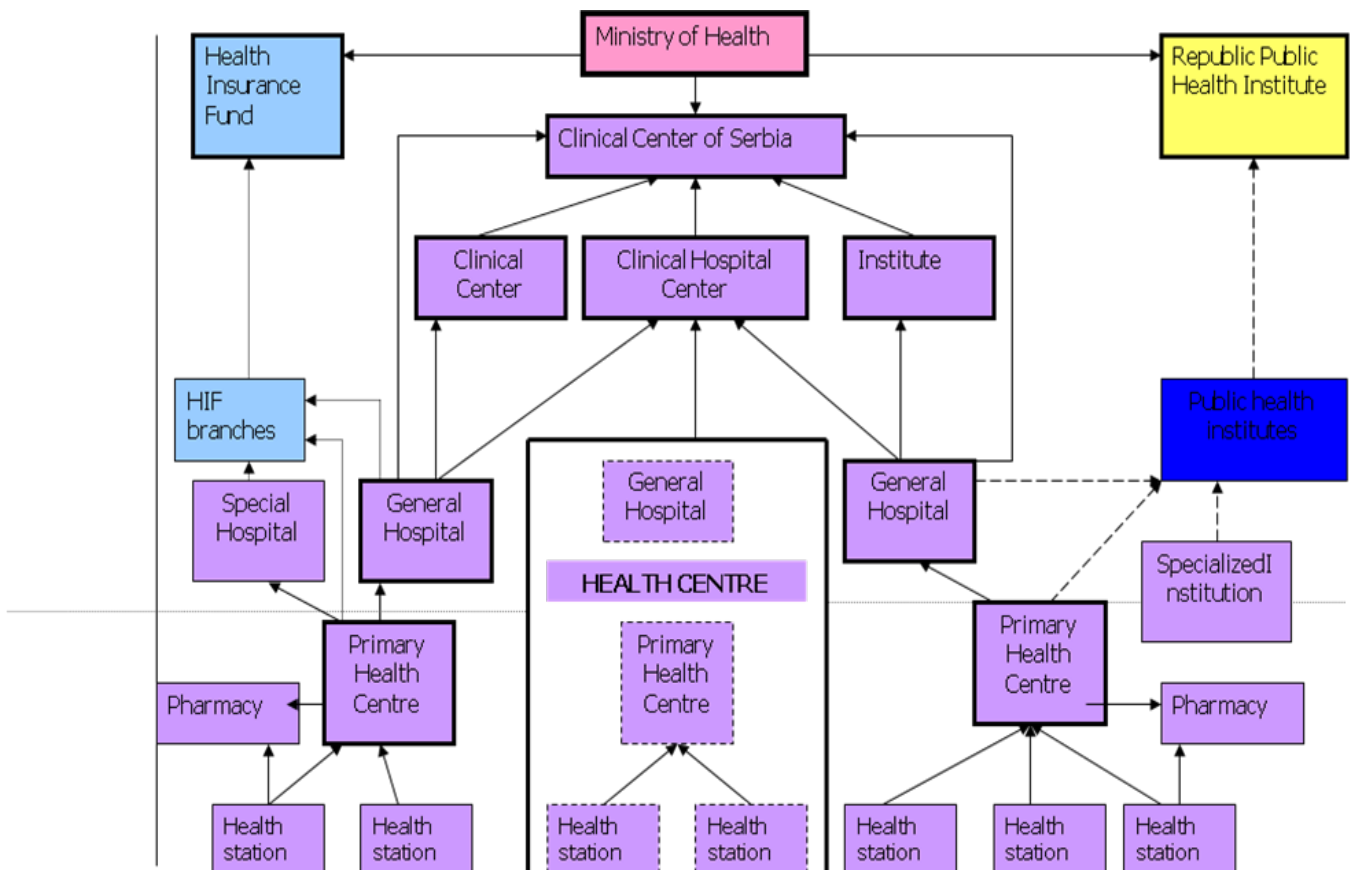 Ministry of Health
Health
Insurance
Fund
Republic Public
Health Institute
Clinical Center of Serbia
Clinical
Center
Clinical Hospital
Center
Institute
HIF
branches
Public health
institutes
Special
Hospital
General
Hospital
General
Hospital
General
Hospital
HEALTH CENTRE
SpecializedI
nstitution
Primary
Health
Centre
Primary
Health
Centre
Primary
Health
Centre
Pharmacy
Pharmacy
Health
station
Health
station
Health
station
Health
station
Health
station
Health
station
Health
station